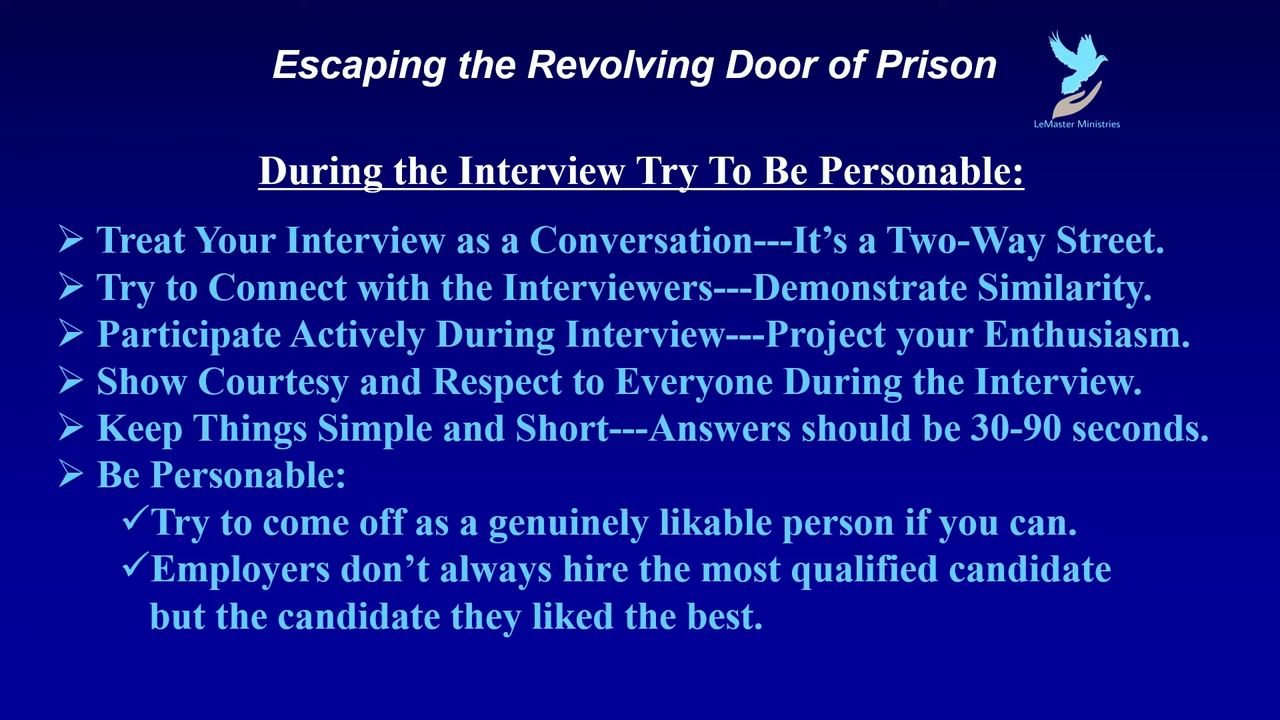 Escaping the Revolving Door of Prison
LeMaster Ministries
During the Interview Try To Be Personable:
➢ Treat Your Interview as a Conversation---It’s a Two-Way Street.
➢ Try to Connect with the Interviewers---Demonstrate Similarity.
➢ Participate Actively During Interview---Project your Enthusiasm.
➢ Show Courtesy and Respect to Everyone During the Interview.
➢ Keep Things Simple and Short---Answers should be 30-90 seconds.
➢ Be Personable:
✓Try to come off as a genuinely likable person if you can.
✓Employers don’t always hire the most qualified candidate
but the candidate they liked the best.